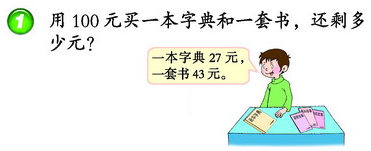 1 用 100 元买一本字典和一套书，还剩多
少元？
一本字典 27 元，
一套书 43 元。